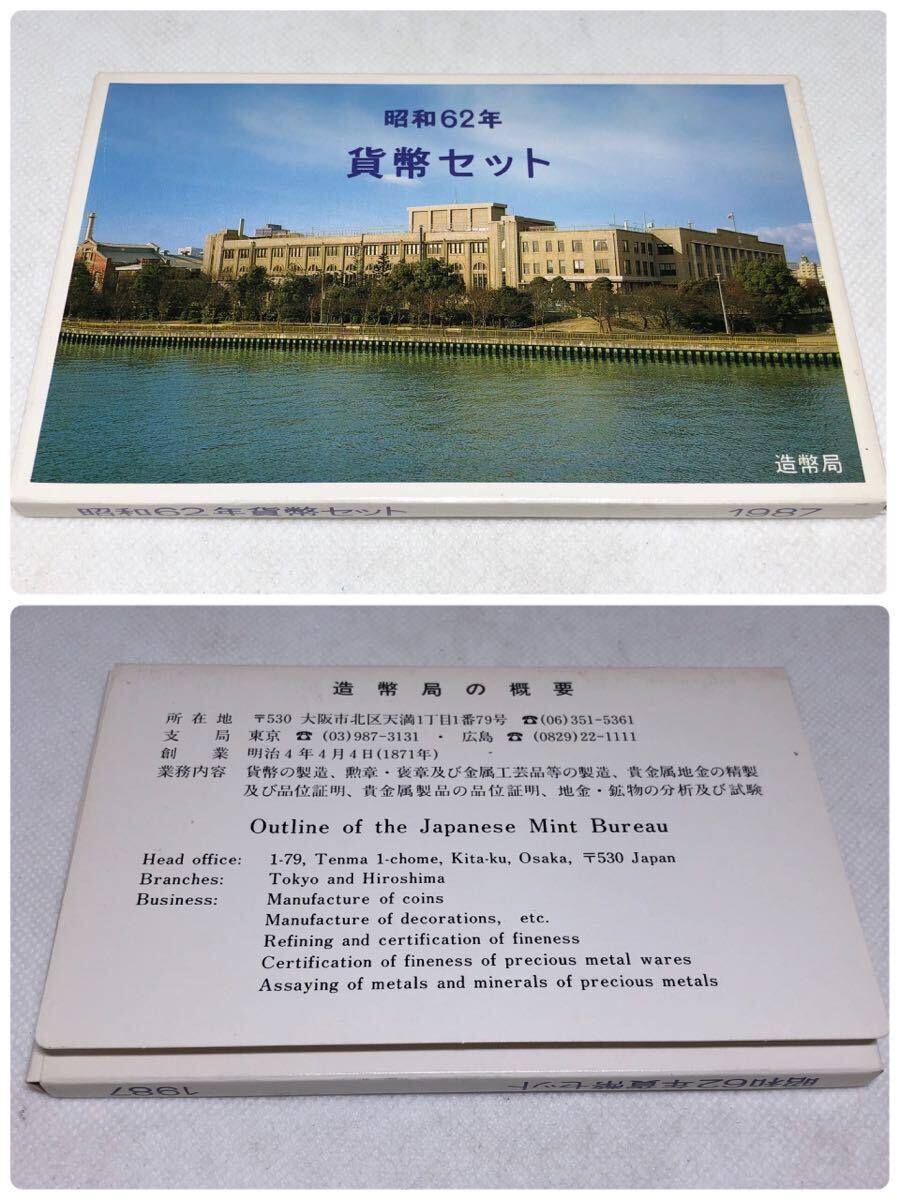 昭和62年
貨幣セット
造幣局
昭和62年貨幣セット 1987
造幣局の概要
所在地 〒530 大阪市北区天満1丁目1番79号 ☎(06)351-5361
支局 東京 ☎ (03)987-3131 ・ 広島 ☎ (0829)22-1111
創業 明治4年4月4日(1871年)
業務内容 貨幣の製造、勲章・褒章及び金属工芸品等の製造、貴金属地金の精製
及び品位証明、貴金属製品の品位証明、地金・鉱物の分析及び試験
Outline of the Japanese Mint Bureau
Head office: 1-79, Tenma 1-chome, Kita-ku, Osaka, 〒530 Japan
Branches: Tokyo and Hiroshima
Business: Manufacture of coins
Manufacture of decorations, etc.
Refining and certification of fineness
Certification of fineness of precious metal wares
Assaying of metals and minerals of precious metals
昭和62年貨幣セット 1987